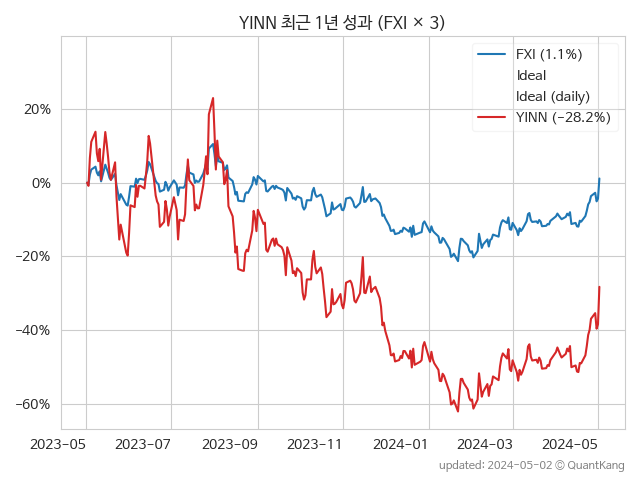 YINN 최근 1년 성과 (FXI × 3)
FXI (1.1%)
Ideal
Ideal (daily)
YINN (−28.2%)
20%
0%
−20%
−40%
−60%
2023−05 2023−07 2023−09 2023−11 2024−01 2024−03 2024−05
updated: 2024-05-02 © QuantKang